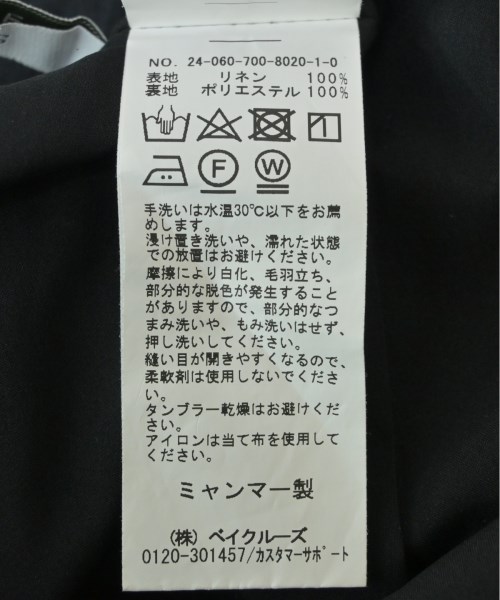 NO. 24-060-700-8020-1-0
表地 リネン 100%
裏地 ポリエステル 100%
F W
手洗いは水温30℃以下をお薦
めします。
浸け置き洗いや、濡れた状態
での放置はお避けください。
摩擦により白化、毛羽立ち、
部分的な脱色が発生すること
がありますので、部分的なつ
まみ洗いや、もみ洗いはせず、
押し洗いしてください。
縫い目が開きやすくなるので、
柔軟剤は使用しないでくださ
い。
タンブラー乾燥はお避けくだ
さい。
アイロンは当て布を使用して
ください。
ミャンマー製
(株) ベイクルーズ
0120-301457/カスタマーサポート